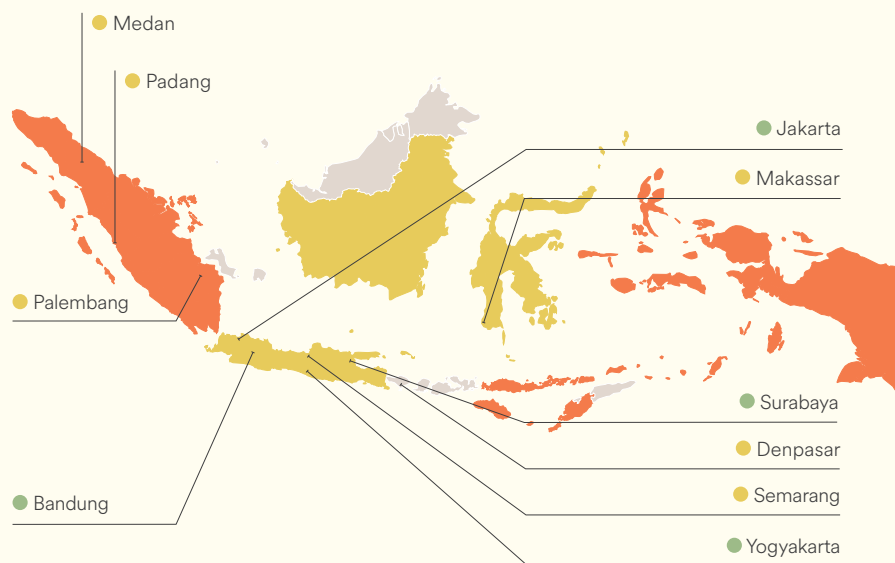 Medan
Padang
Jakarta
Makassar
Palembang
Surabaya
Denpasar
Semarang
Bandung
Yogyakarta